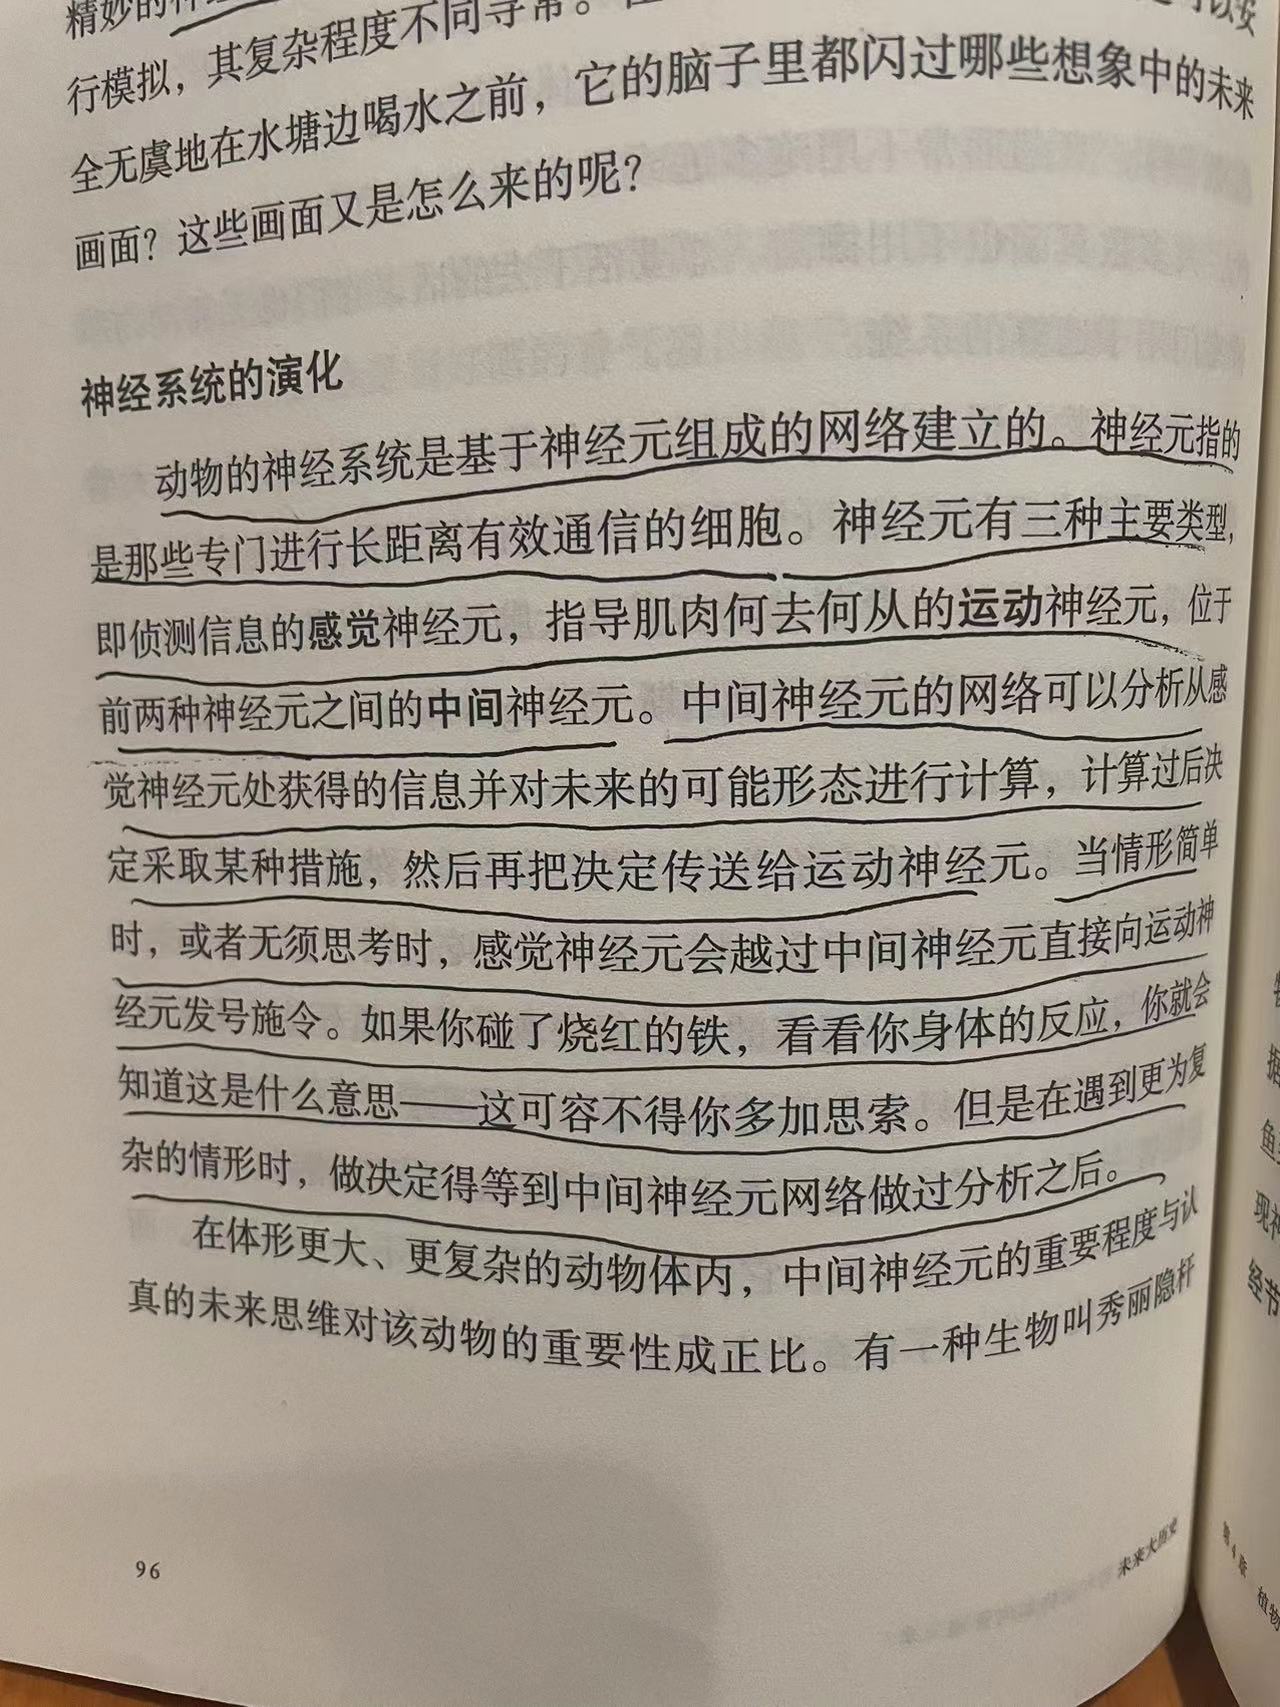 精妙的神经
行模拟，其复杂程度不同寻常。在
可以安
全无虞地在水塘边喝水之前，它的脑子里都闪过哪些想象中的未来
画面？这些画面又是怎么来的呢？
神经系统的演化
动物的神经系统是基于神经元组成的网络建立的。神经元指的
是那些专门进行长距离有效通信的细胞。神经元有三种主要类型，
即侦测信息的感觉神经元，指导肌肉何去何从的运动神经元，位于
前两种神经元之间的中间神经元。中间神经元的网络可以分析从感
觉神经元处获得的信息并对未来的可能形态进行计算，计算过后决
定采取某种措施，然后再把决定传送给运动神经元。当情形简单
时，或者无须思考时，感觉神经元会越过中间神经元直接向运动神
经元发号施令。如果你碰了烧红的铁，看看你身体的反应，你就会
知道这是什么意思——这可容不得你多加思索。但是在遇到更为复
杂的情形时，做决定得等到中间神经元网络做过分析之后。
在体形更大、更复杂的动物体内，中间神经元的重要程度与认
真的未来思维对该动物的重要性成正比。有一种生物叫秀丽隐杆
96
未来大历史
鱼
现神
经节
第4章 植物